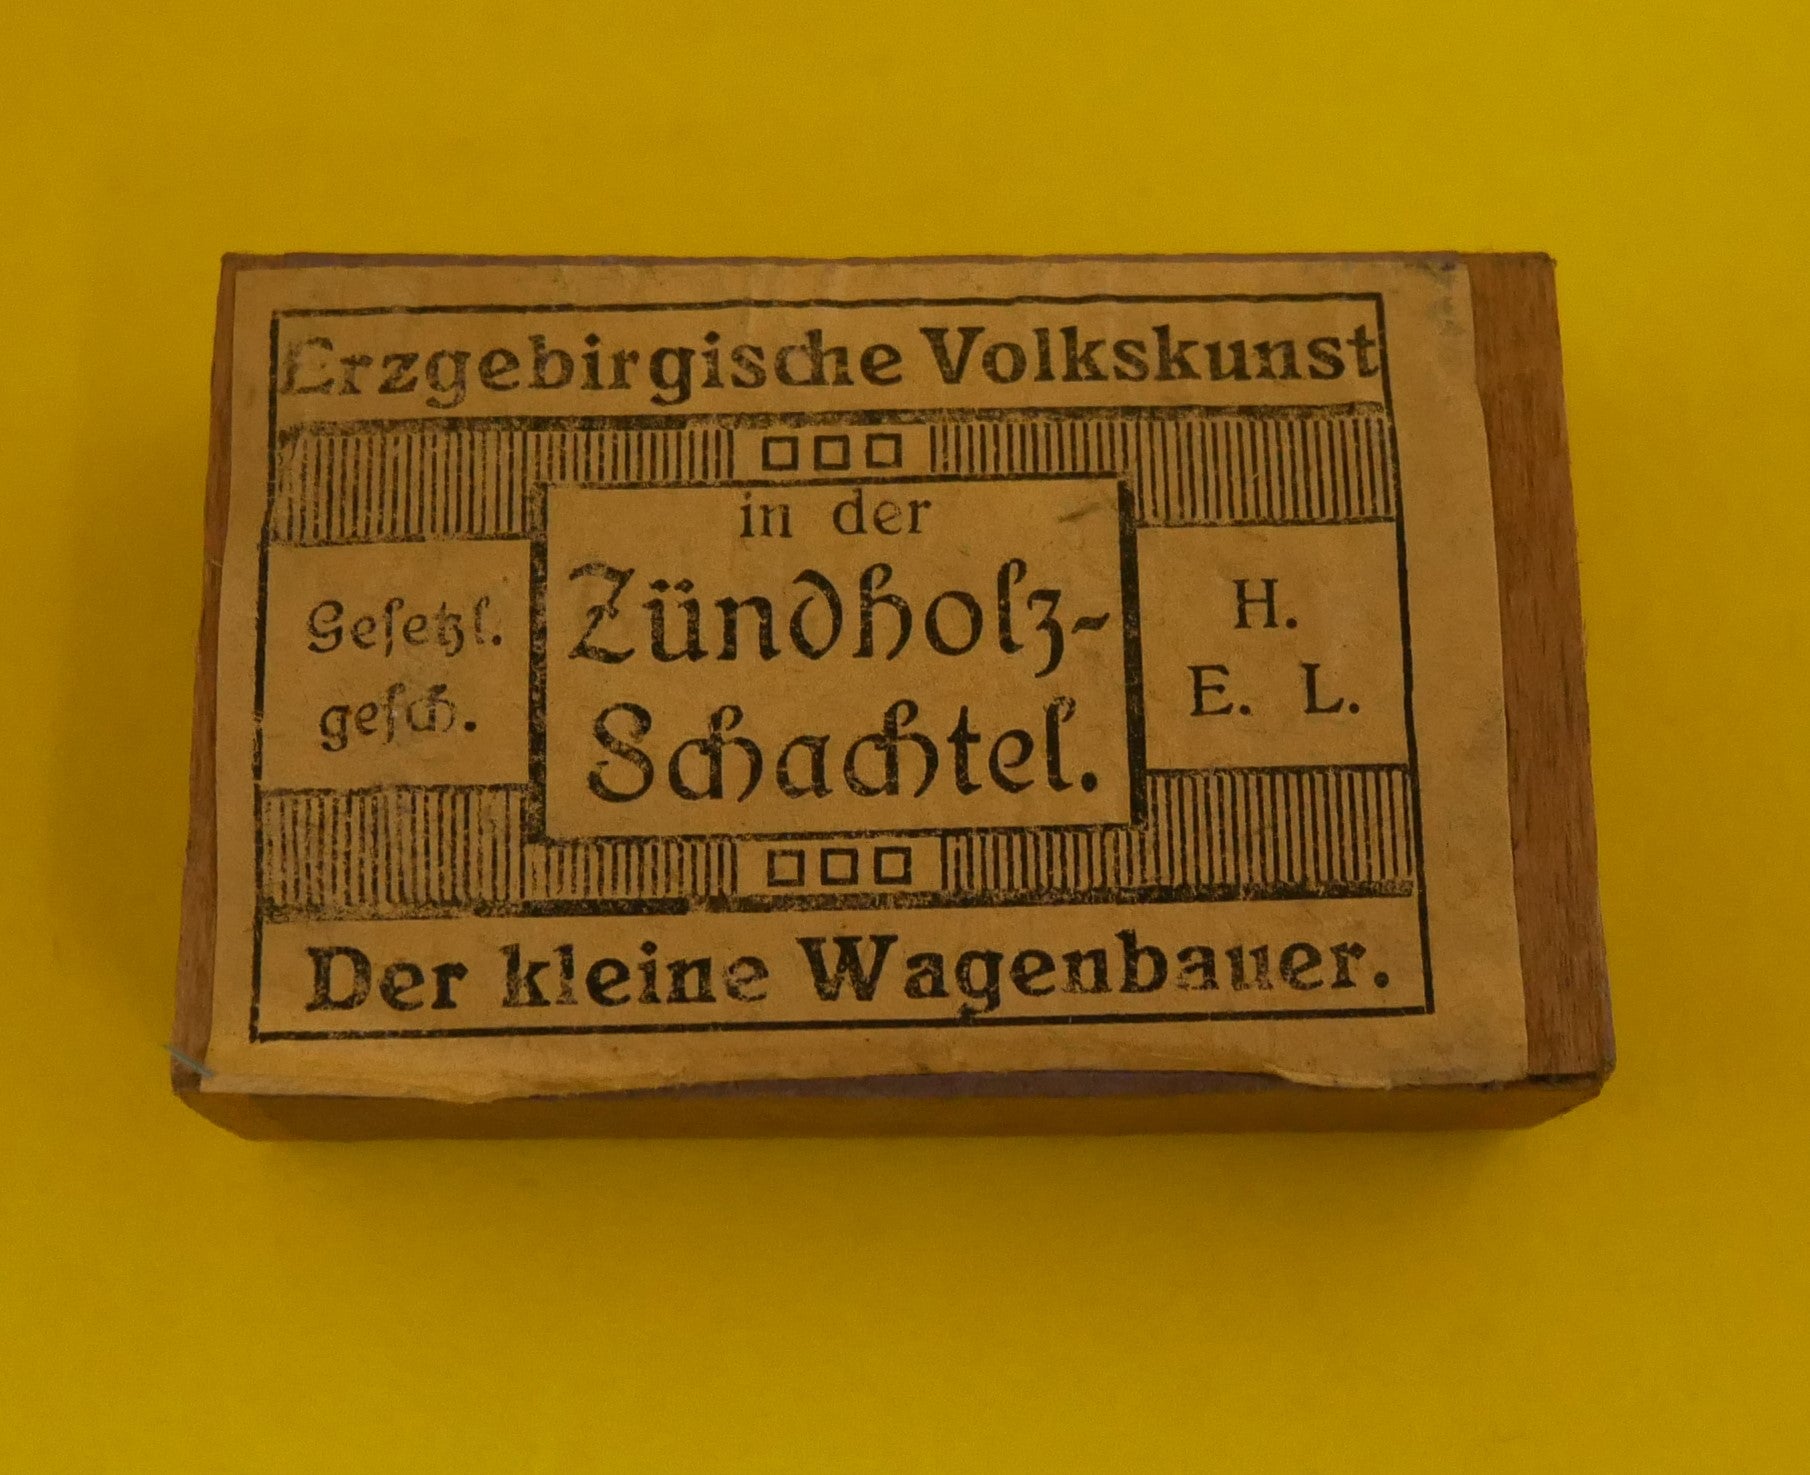 Erzgebirgische Volkskunst
in der
Zündholz-
Schachtel.
Geſetzl.
geſch.
H.
E. L.
Der kleine Wagenbauer.